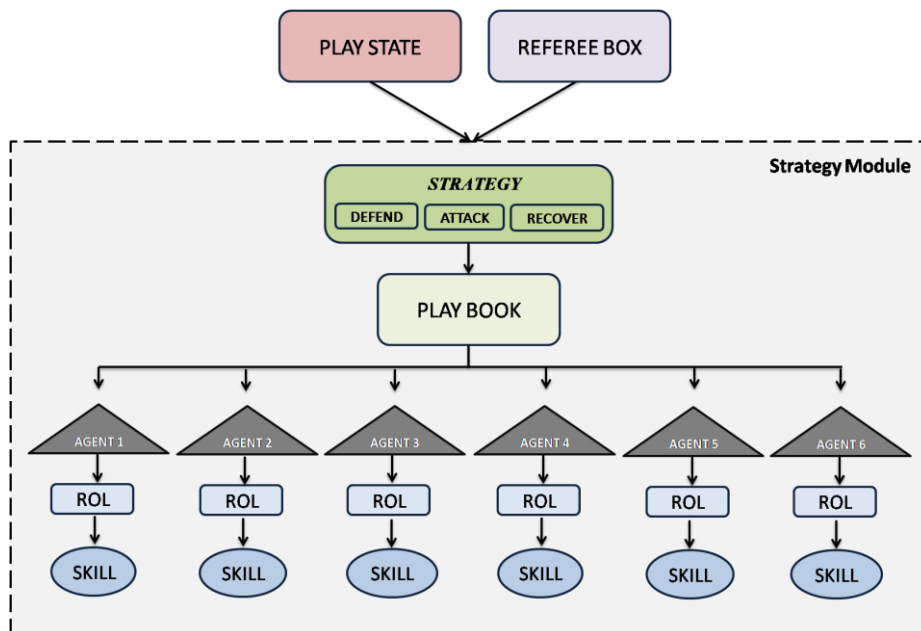 PLAY STATE
REFEREE BOX
Strategy Module
STRATEGY
DEFEND
ATTACK
RECOVER
PLAY BOOK
AGENT 1
AGENT 2
AGENT 3
AGENT 4
AGENT 5
AGENT 6
ROL
ROL
ROL
ROL
ROL
ROL
SKILL
SKILL
SKILL
SKILL
SKILL
SKILL